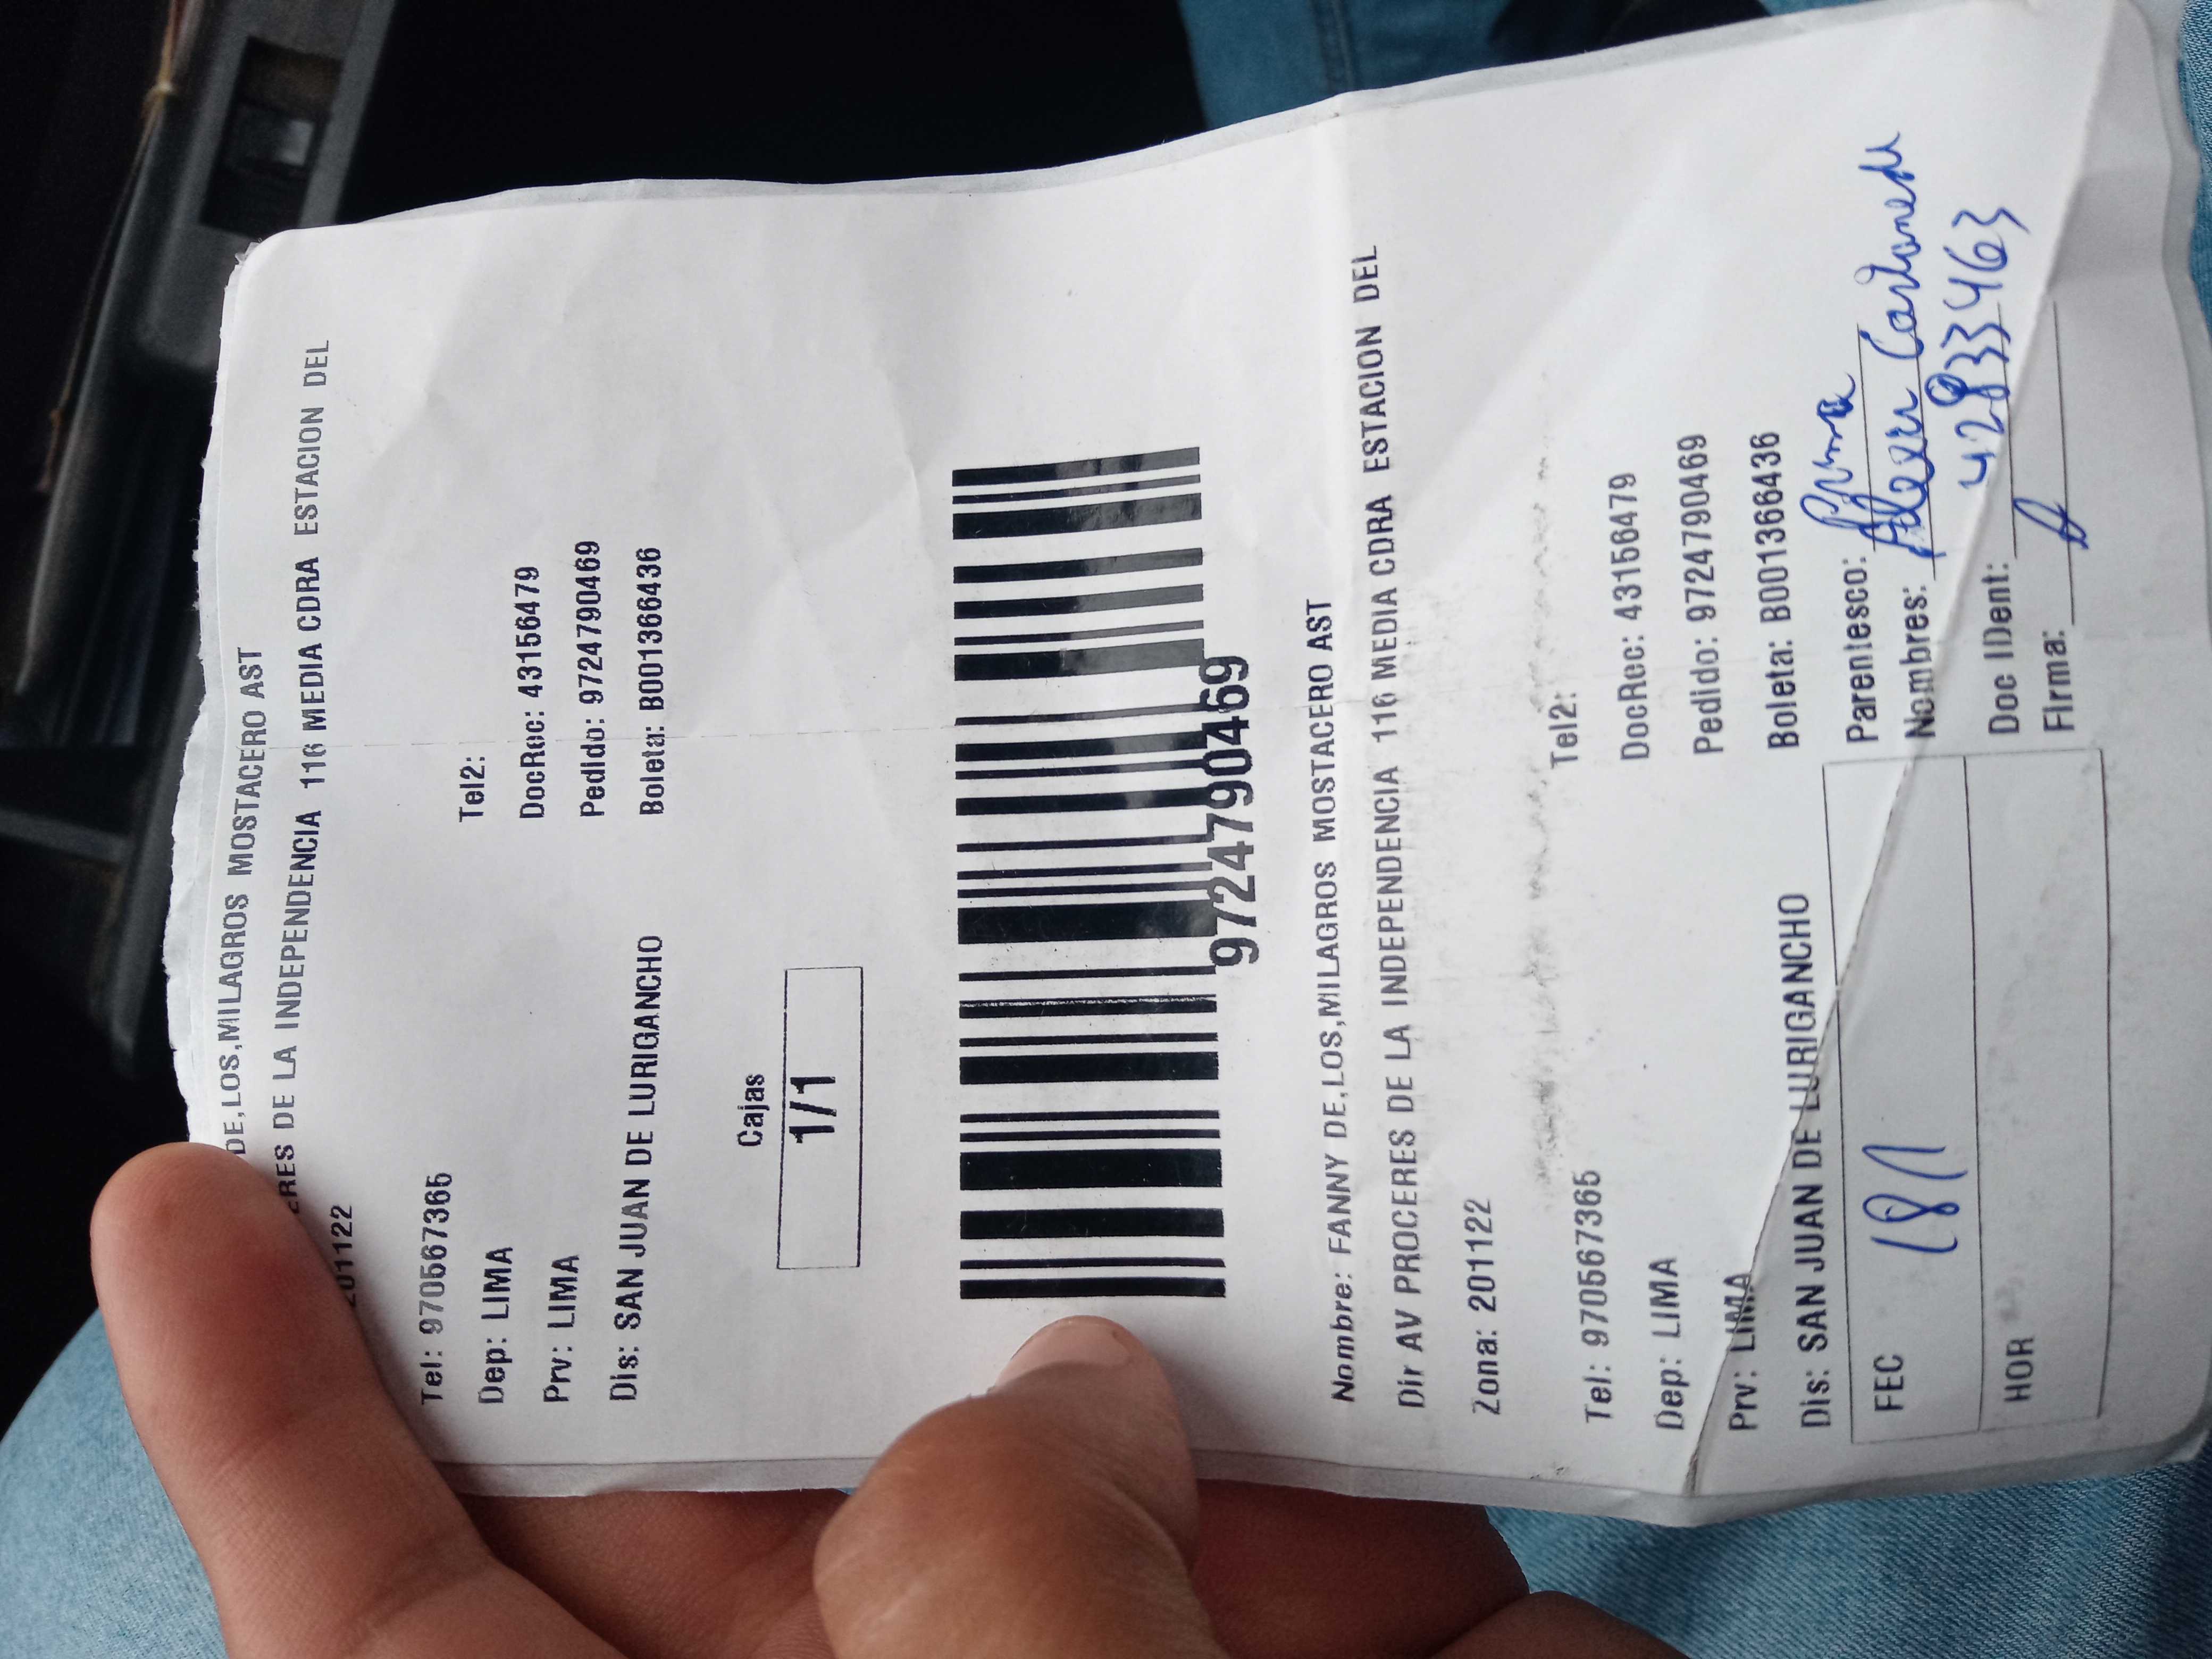 DE,LOS,MILAGROS MOSTACERO AST
ERES DE LA INDEPENDENCIA 116 MEDIA CDRA ESTACION DEL
201122
Tel: 970567365
Tel2:
Dep: LIMA
DocRec: 43156479
Prv: LIMA
Pedido: 9724790469
Dis: SAN JUAN DE LURIGANCHO
Boleta: B001366436
Cajas
1/1
9724790469
Nombre: FANNY DE,LOS,MILAGROS MOSTACERO AST
Dir AV PROCERES DE LA INDEPENDENCIA 116 MEDIA CDRA ESTACION DEL
Zona: 201122
Tel: 970567365
Tel2:
Dep: LIMA
DocRec: 43156479
Prv: LIMA
Pedido: 9724790469
Dis: SAN JUAN DE LURIGANCHO
Boleta: B001366436
FEC
Parentesco: Prima
Nombres:
HOR
Doc IDent: 42833463
Firma: